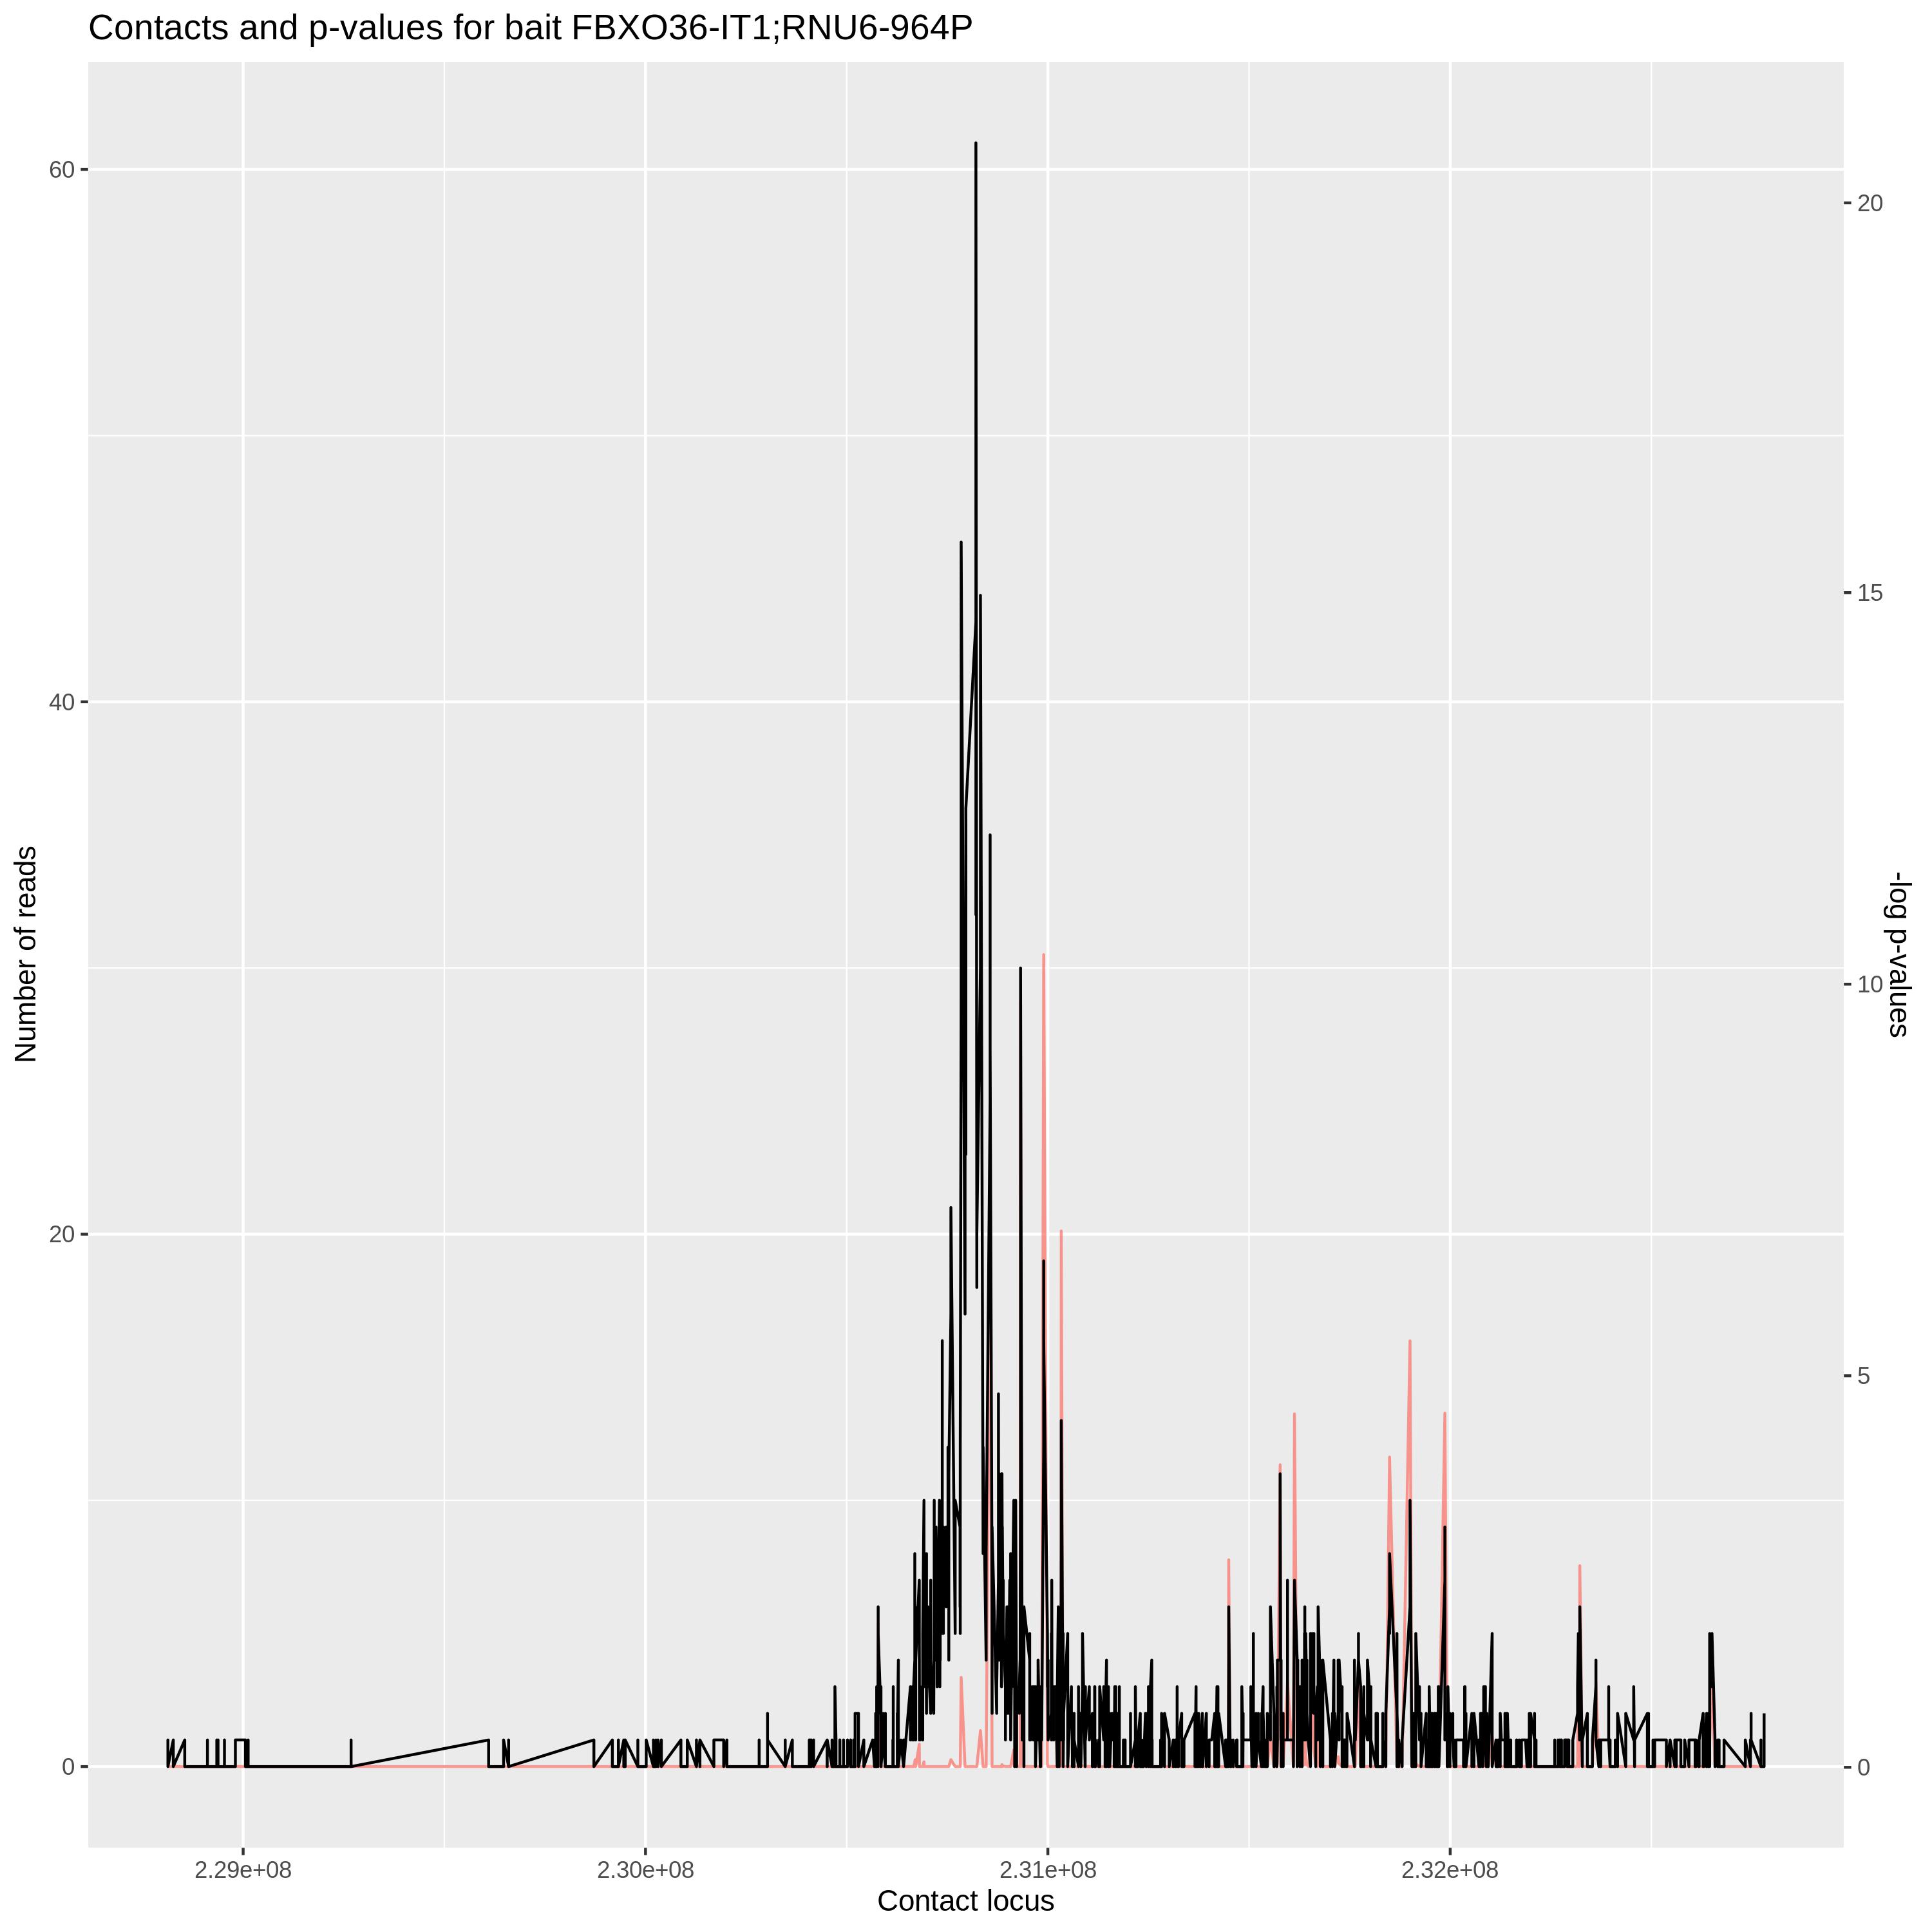 Contacts and p-values for bait FBXO36-IT1;RNU6-964P
60
40
20
0
Number of reads
20
15
10
5
0
-log p-values
2.29e+08 2.30e+08 2.31e+08 2.32e+08
Contact locus